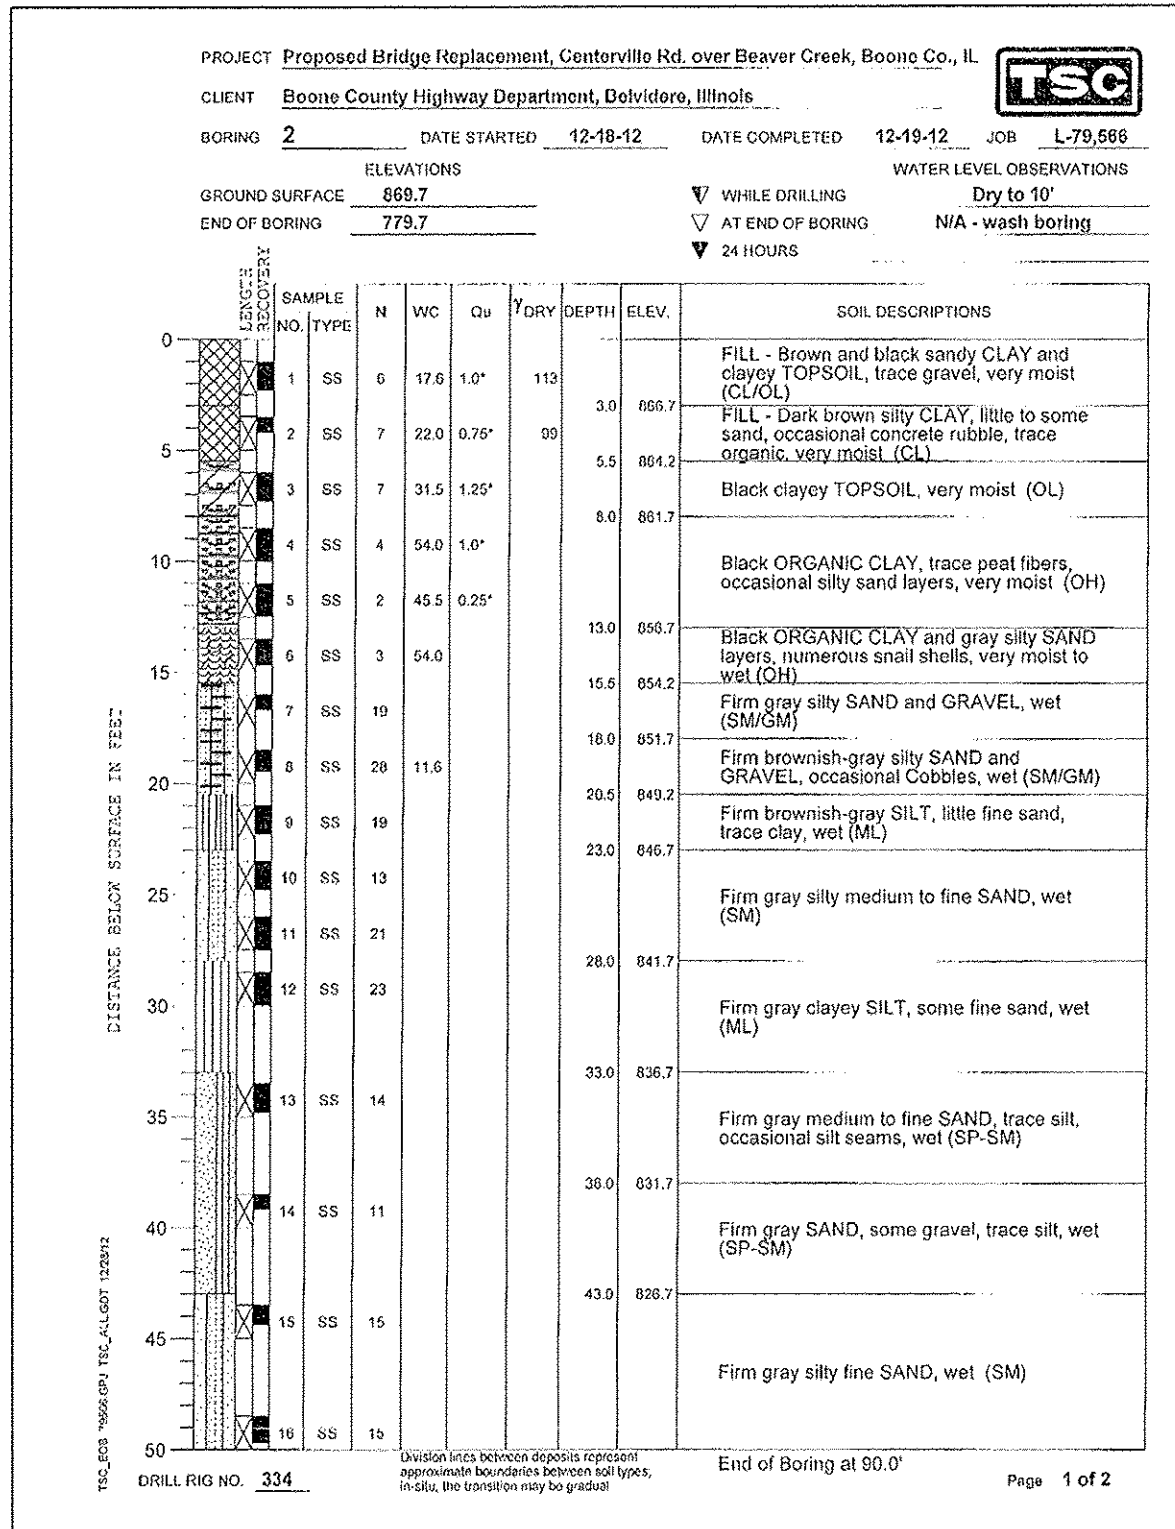 PROJECT Proposed Bridge Replacement, Centerville Rd. over Beaver Creek, Boone Co., IL
TSC
CLIENT Boone County Highway Department, Belvidere, Illinois
BORING 2 DATE STARTED 12-18-12 DATE COMPLETED 12-19-12 JOB L-79,566
ELEVATIONS WATER LEVEL OBSERVATIONS
GROUND SURFACE 869.7 WHILE DRILLING Dry to 10'
END OF BORING 779.7 AT END OF BORING N/A - wash boring
24 HOURS
LENGTH
RECOVERY
SAMPLE
NO. TYPE N WC Qu γDRY DEPTH ELEV. SOIL DESCRIPTIONS
0
FILL - Brown and black sandy CLAY and
1 SS 6 17.6 1.0* 113 clayey TOPSOIL, trace gravel, very moist
(CL/OL)
3.0 866.7
FILL - Dark brown silty CLAY, little to some
2 SS 7 22.0 0.75* 99 sand, occasional concrete rubble, trace
5 organic, very moist (CL)
5.5 864.2
3 SS 7 31.5 1.25* Black clayey TOPSOIL, very moist (OL)
8.0 861.7
4 SS 4 54.0 1.0*
10 Black ORGANIC CLAY, trace peat fibers,
occasional silty sand layers, very moist (OH)
5 SS 2 45.5 0.25*
13.0 856.7
Black ORGANIC CLAY and gray silty SAND
6 SS 3 54.0 layers, numerous snail shells, very moist to
15 wet (OH)
15.5 854.2
Firm gray silty SAND and GRAVEL, wet
7 SS 19 (SM/GM)
18.0 851.7
Firm brownish-gray silty SAND and
8 SS 28 11.6 GRAVEL, occasional Cobbles, wet (SM/GM)
20
20.5 849.2
Firm brownish-gray SILT, little fine sand,
9 SS 19 trace clay, wet (ML)
23.0 846.7
10 SS 13
25 Firm gray silty medium to fine SAND, wet
(SM)
11 SS 21
28.0 841.7
12 SS 23
30 Firm gray clayey SILT, some fine sand, wet
(ML)
33.0 836.7
13 SS 14
35 Firm gray medium to fine SAND, trace silt,
occasional silt seams, wet (SP-SM)
38.0 831.7
14 SS 11
40 Firm gray SAND, some gravel, trace silt, wet
(SP-SM)
43.0 826.7
15 SS 15
45
Firm gray silty fine SAND, wet (SM)
16 SS 15
50
DISTANCE BELOW SURFACE IN FEET
Division lines between deposits represent
approximate boundaries between soil types;
in-situ, the transition may be gradual
End of Boring at 90.0'
DRILL RIG NO. 334
Page 1 of 2
TSC_ALL.GDT 12/28/12